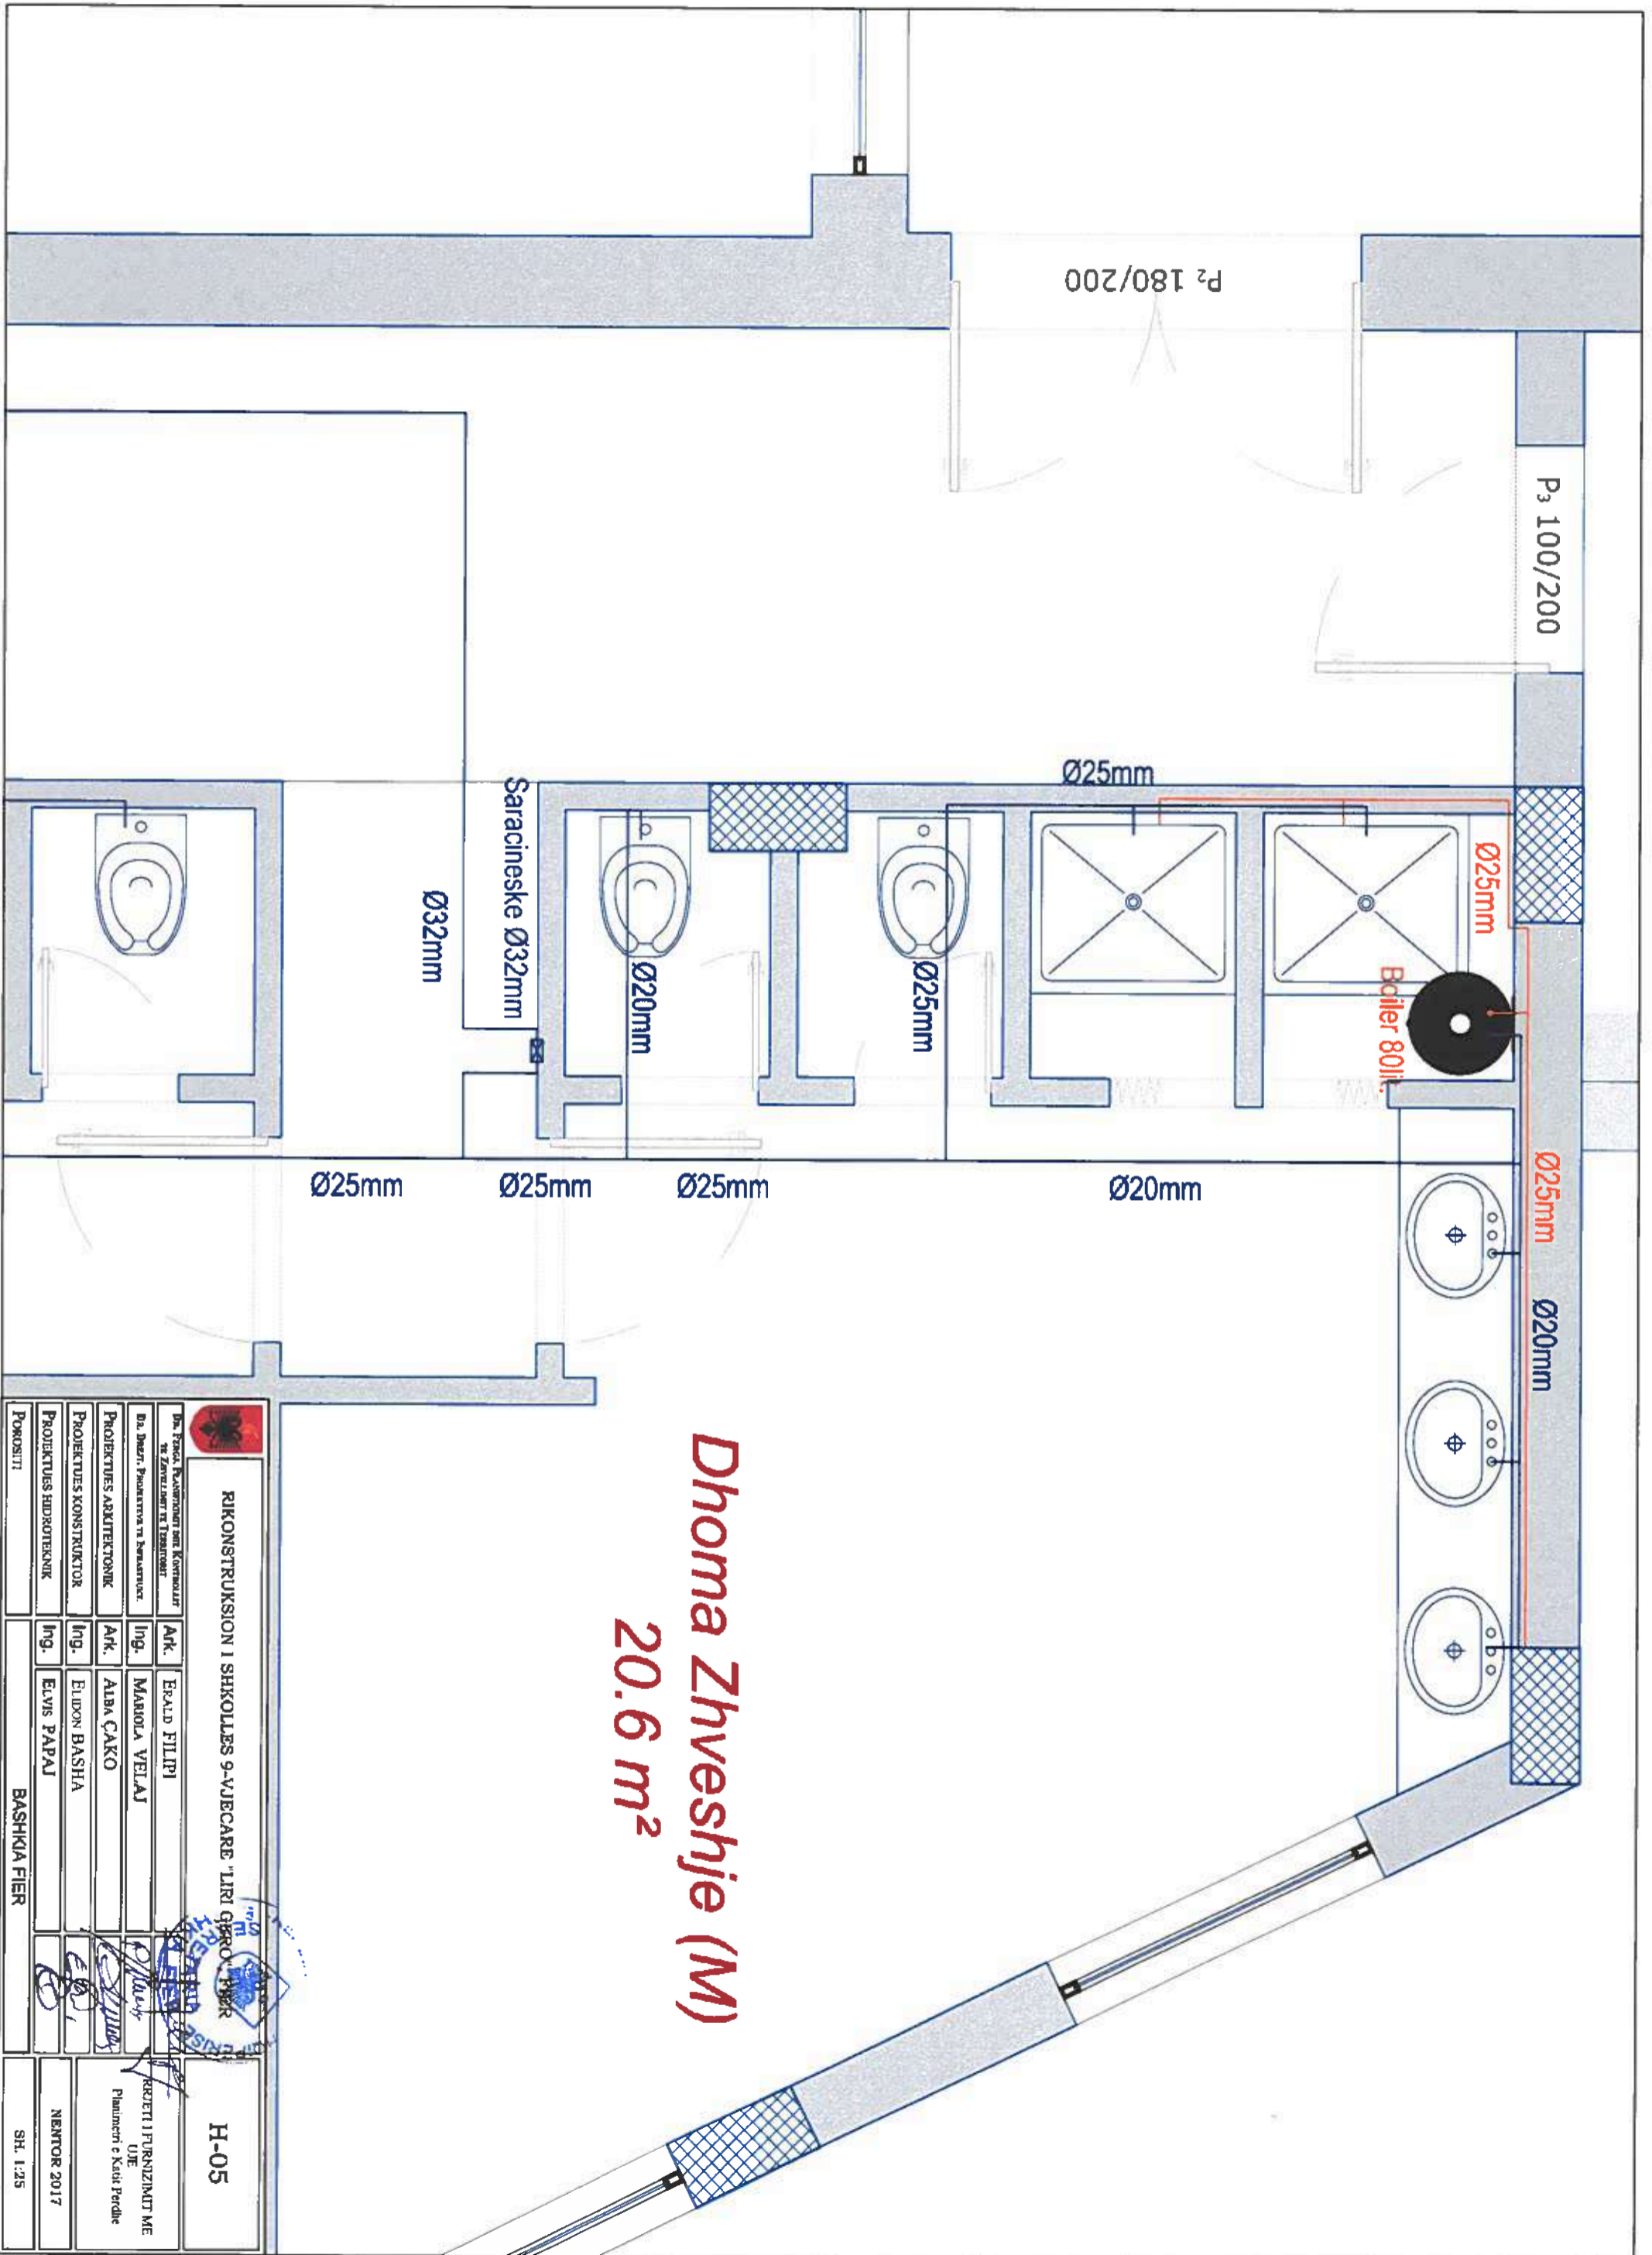 P₂ 180/200
P₃ 100/200
Ø25mm
Ø25mm
Boiler 80lit.
Saracineske Ø32mm
Ø32mm
Ø20mm
Ø25mm
Ø25mm
Ø25mm
Ø25mm
Ø20mm
Ø25mm
Ø20mm
Dhoma Zhveshje (M)
20.6 m²
RIKONSTRUKSION I SHKOLLES 9-VJECARE "LIRI GERO", FIER
H-05
Ark. ERALD FILIPI
Ing. MARIOLA VELAJ
PROJEKTUES ARKITEKTONIK Ark. ALBA ÇAKO
PROJEKTUES KONSTRUKTOR Ing. ELIDON BASHA
PROJEKTUES HIDROTEKNIK Ing. ELVIS PAPAJ
POROSITI BASHKIA FIER
RRJETI I FURNIZIMIT ME
UJE
Planimetri e Katit Perdhe
NENTOR 2017
SH. 1:25